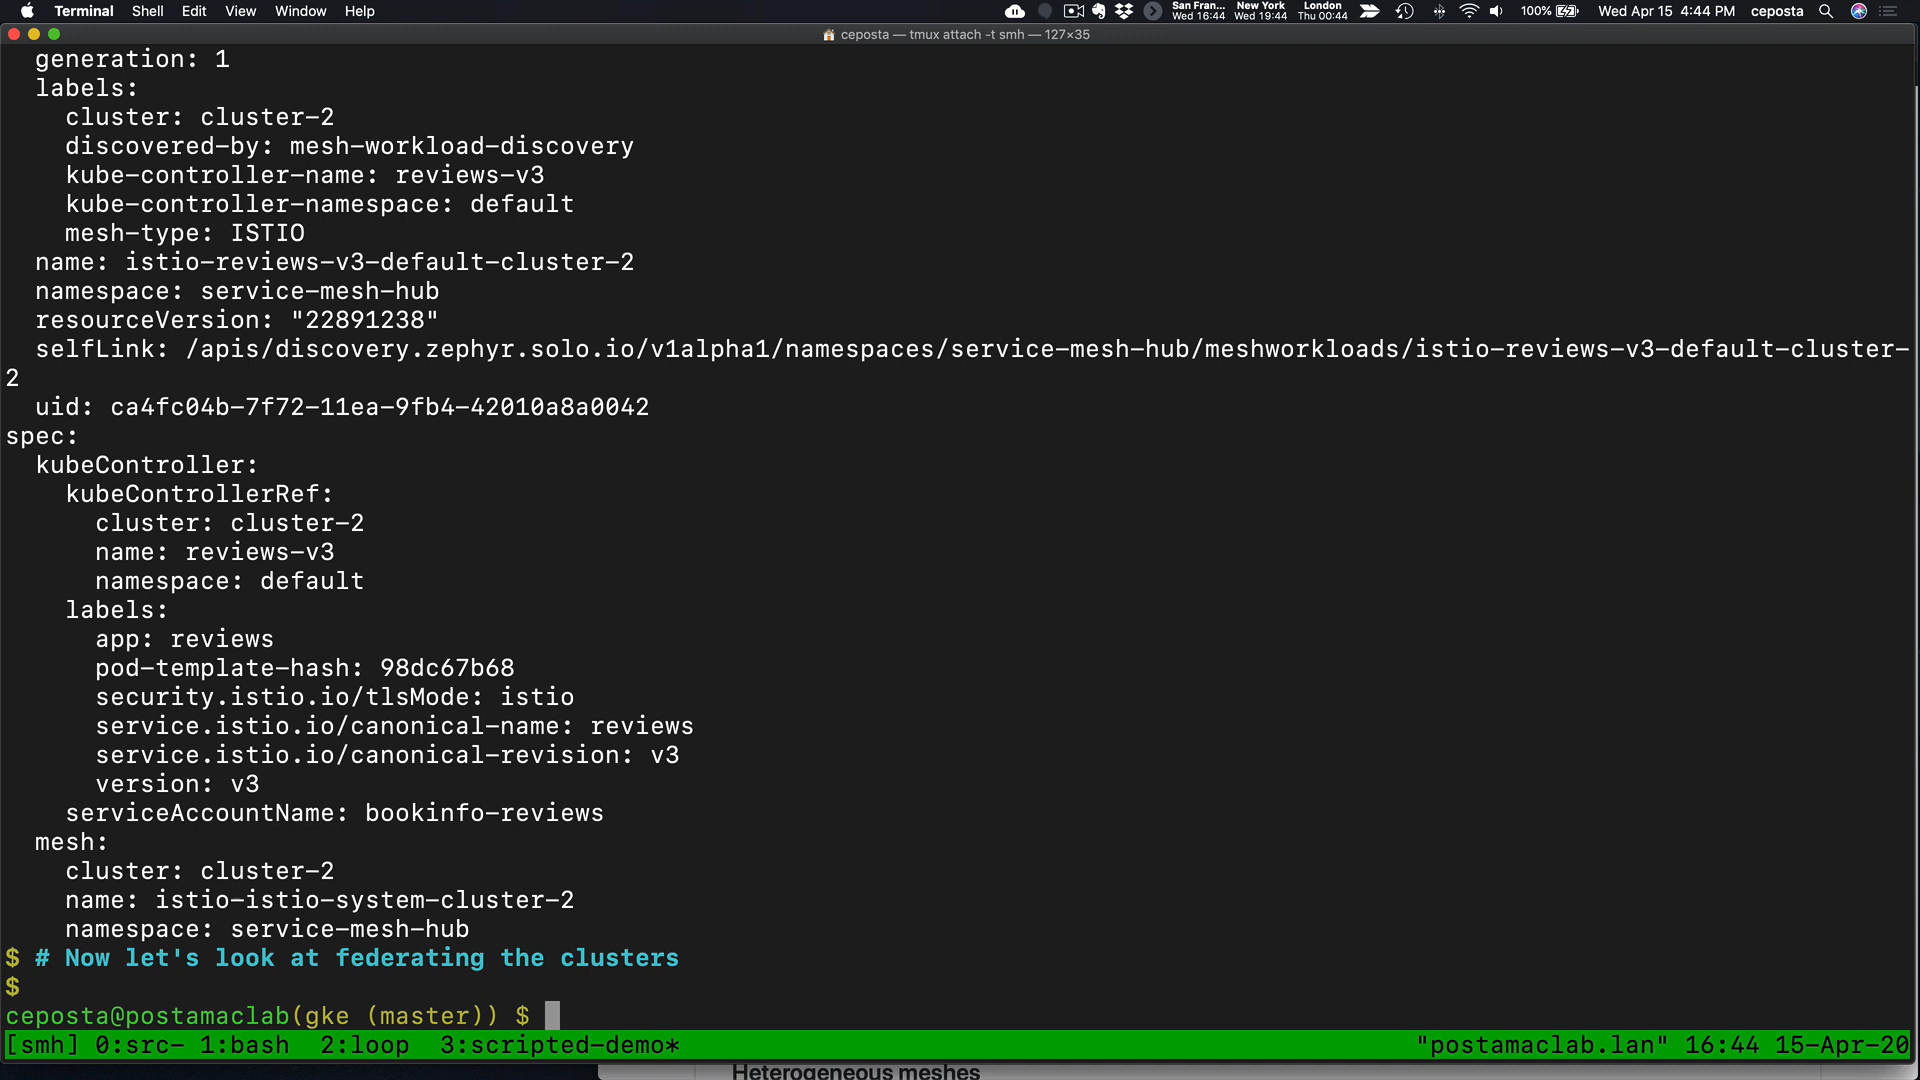 Terminal Shell Edit View Window Help San Fran... Wed 16:44 New York Wed 19:44 London Thu 00:44 100% Wed Apr 15 4:44 PM ceposta
ceposta — tmux attach -t smh — 127×35
generation: 1
labels:
cluster: cluster-2
discovered-by: mesh-workload-discovery
kube-controller-name: reviews-v3
kube-controller-namespace: default
mesh-type: ISTIO
name: istio-reviews-v3-default-cluster-2
namespace: service-mesh-hub
resourceVersion: "22891238"
selfLink: /apis/discovery.zephyr.solo.io/v1alpha1/namespaces/service-mesh-hub/meshworkloads/istio-reviews-v3-default-cluster-
2
uid: ca4fc04b-7f72-11ea-9fb4-42010a8a0042
spec:
kubeController:
kubeControllerRef:
cluster: cluster-2
name: reviews-v3
namespace: default
labels:
app: reviews
pod-template-hash: 98dc67b68
security.istio.io/tlsMode: istio
service.istio.io/canonical-name: reviews
service.istio.io/canonical-revision: v3
version: v3
serviceAccountName: bookinfo-reviews
mesh:
cluster: cluster-2
name: istio-istio-system-cluster-2
namespace: service-mesh-hub
$ # Now let's look at federating the clusters
$
ceposta@postamaclab(gke (master)) $
[smh] 0:src- 1:bash 2:loop 3:scripted-demo* "postamaclab.lan" 16:44 15-Apr-20
Heterogeneous meshes